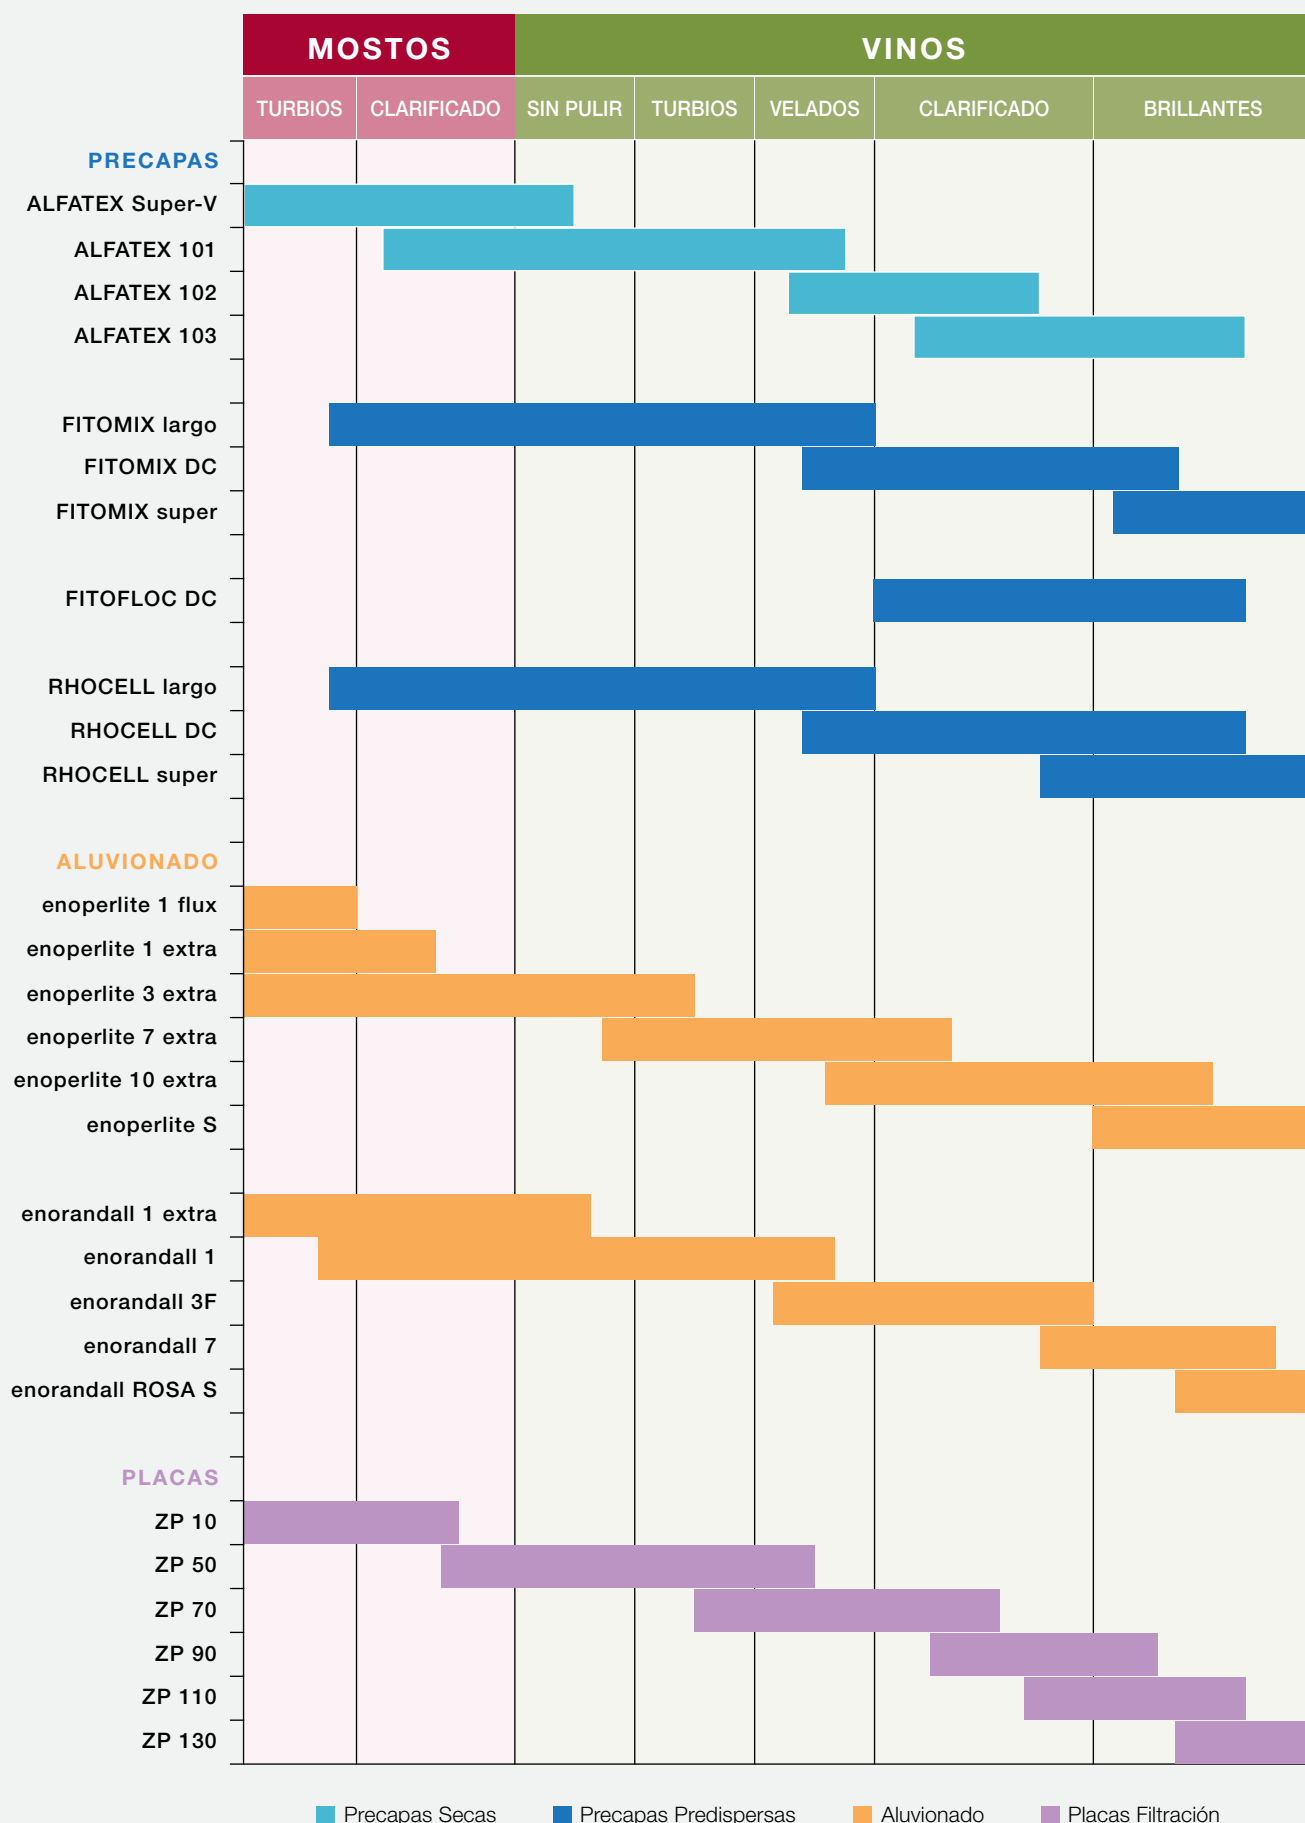 MOSTOS VINOS
TURBIOS CLARIFICADO SIN PULIR TURBIOS VELADOS CLARIFICADO BRILLANTES
PRECAPAS
ALFATEX Super-V
ALFATEX 101
ALFATEX 102
ALFATEX 103
FITOMIX largo
FITOMIX DC
FITOMIX super
FITOFLOC DC
RHOCELL largo
RHOCELL DC
RHOCELL super
ALUVIONADO
enoperlite 1 flux
enoperlite 1 extra
enoperlite 3 extra
enoperlite 7 extra
enoperlite 10 extra
enoperlite S
enorandall 1 extra
enorandall 1
enorandall 3F
enorandall 7
enorandall ROSA S
PLACAS
ZP 10
ZP 50
ZP 70
ZP 90
ZP 110
ZP 130
Precapas Secas Precapas Predispersas Aluvionado Placas Filtración